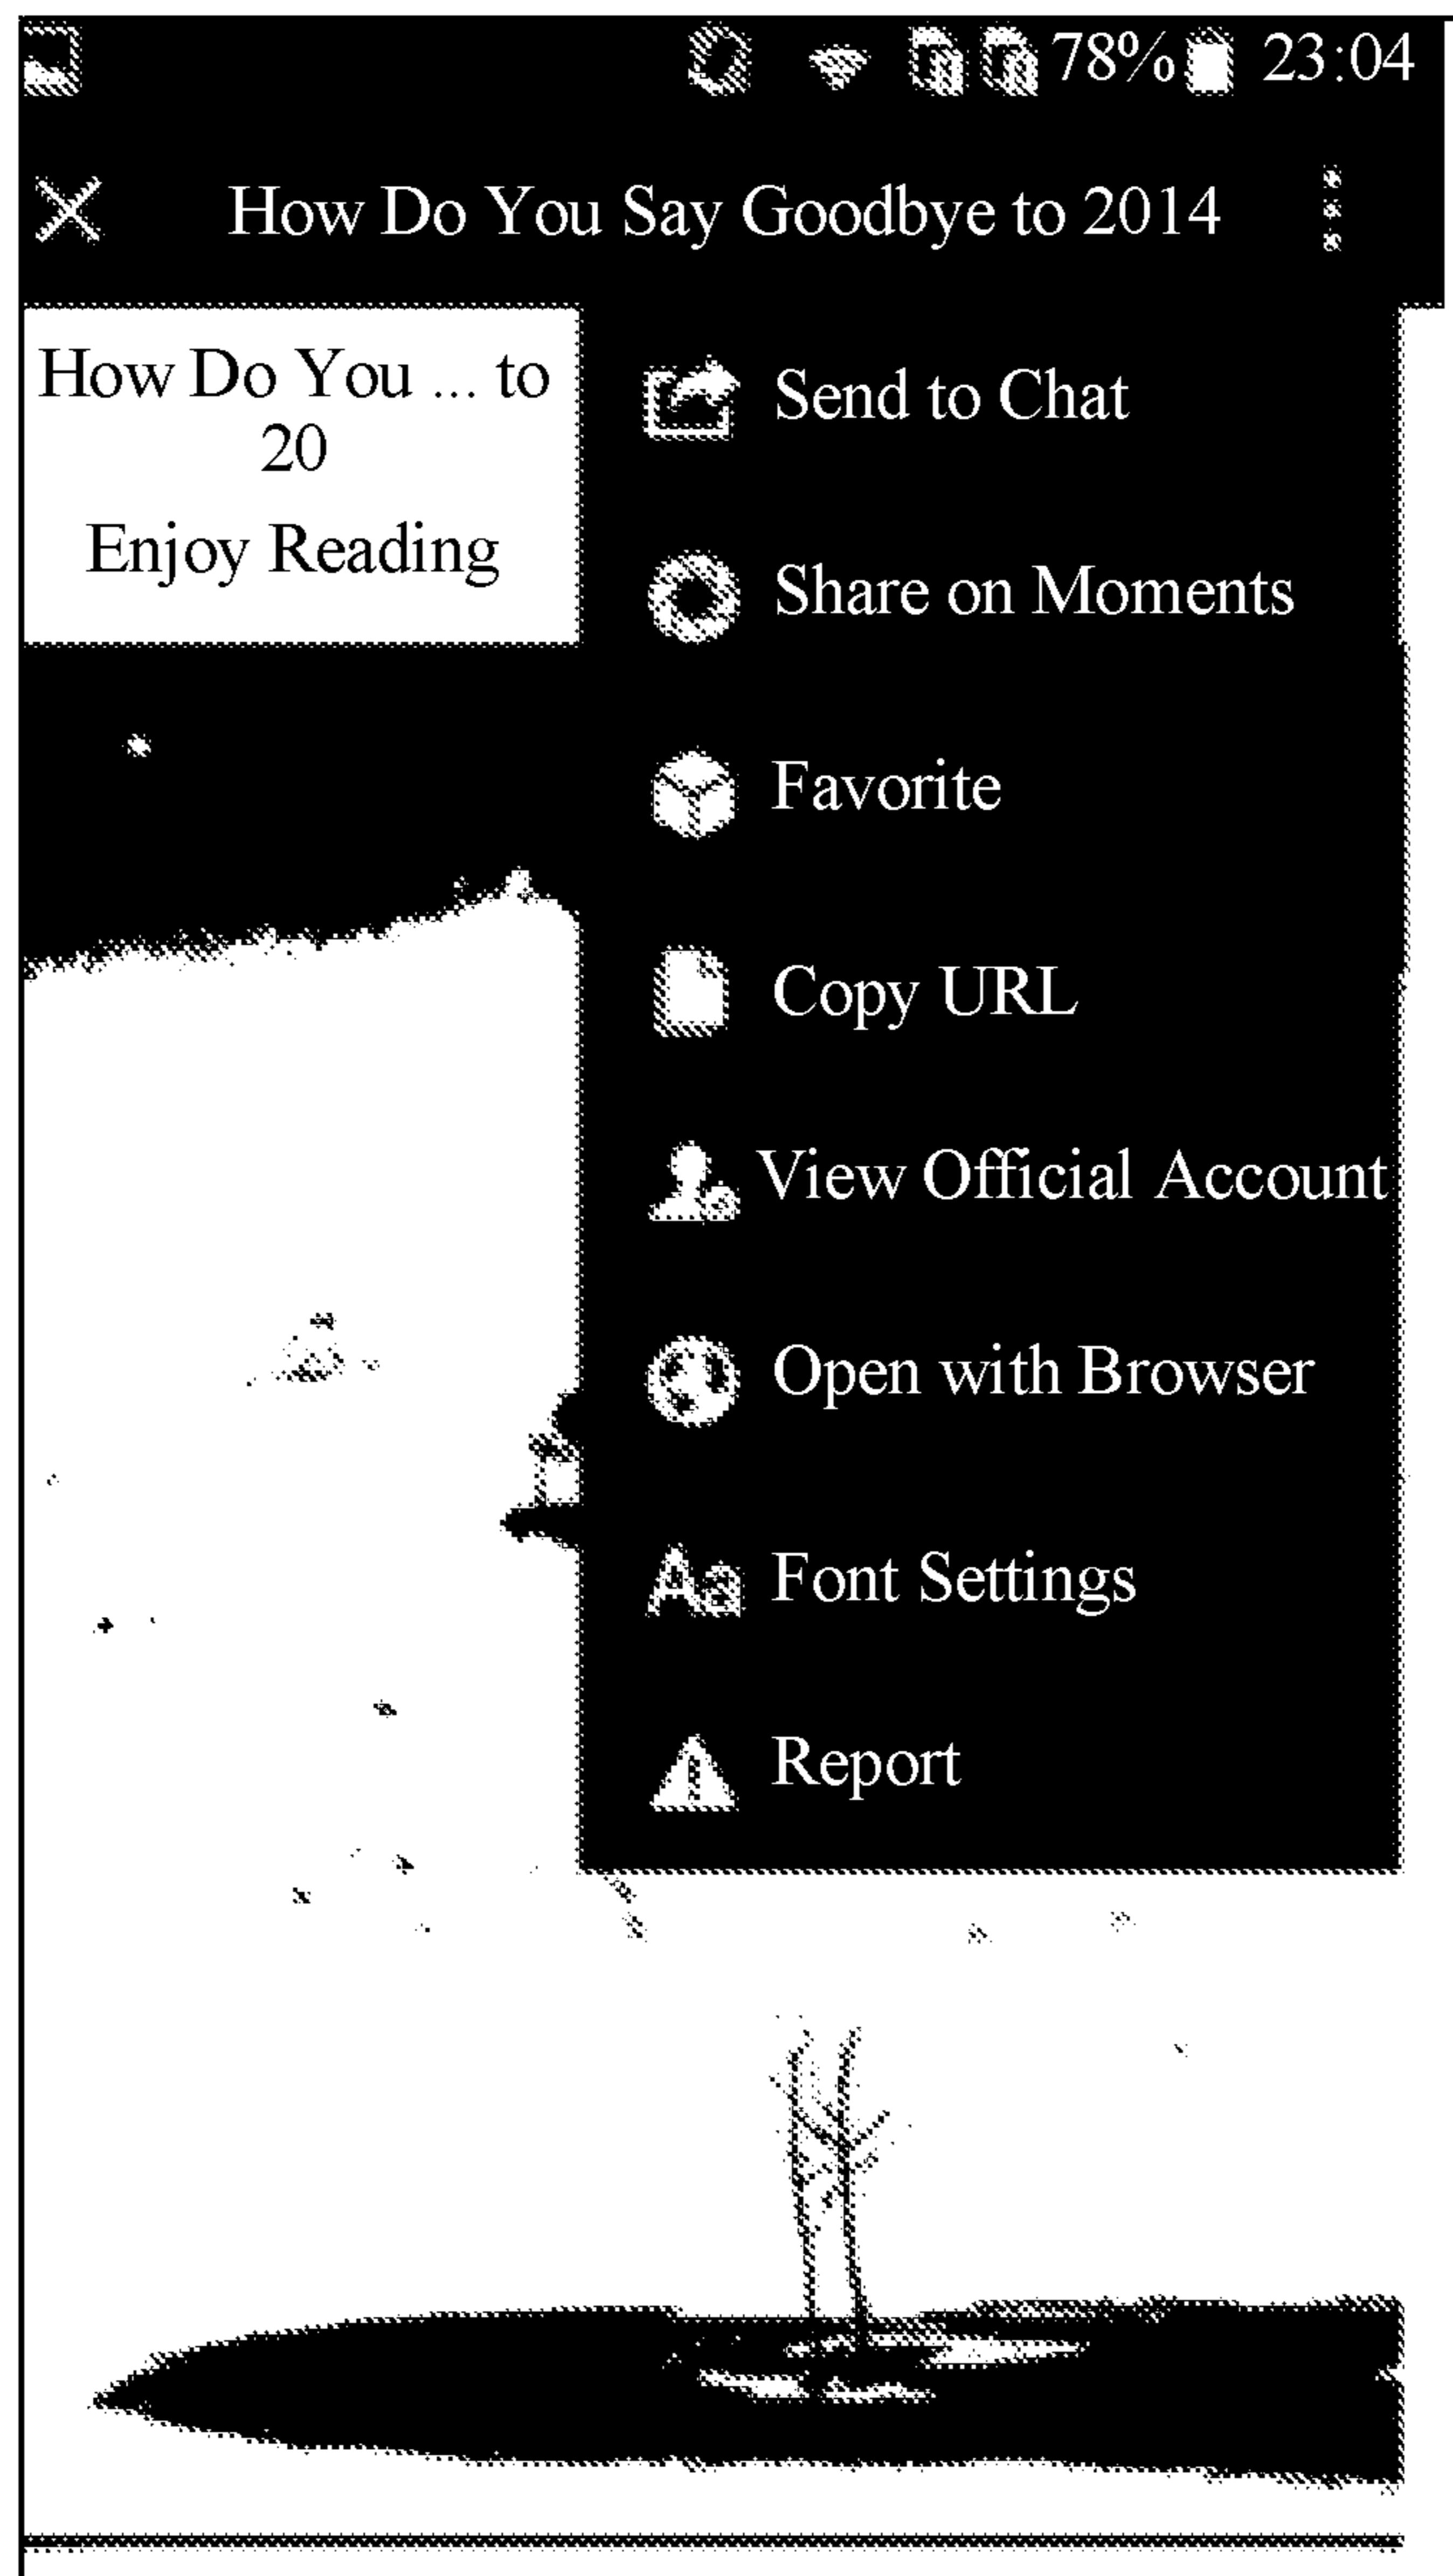 78% 23:04
How Do You Say Goodbye to 2014
How Do You ... to
20
Enjoy Reading
Send to Chat
Share on Moments
Favorite
Copy URL
View Official Account
Open with Browser
Aa Font Settings
Report